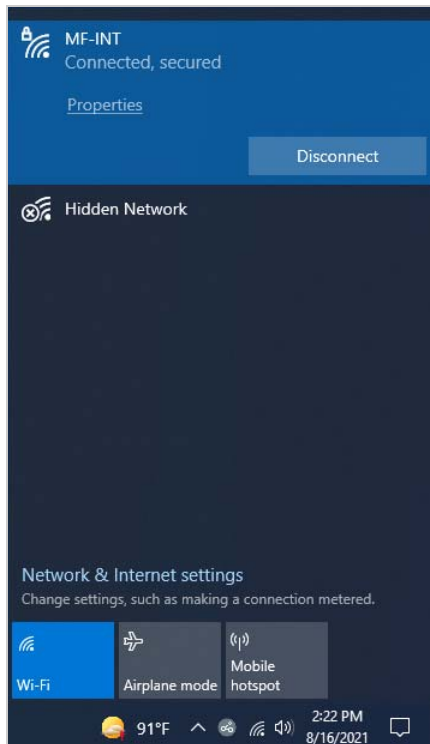 MF-INT
Connected, secured
Properties
Disconnect
Hidden Network
Network & Internet settings
Change settings, such as making a connection metered.
Wi-Fi
Airplane mode
Mobile
hotspot
91°F
2:22 PM
8/16/2021